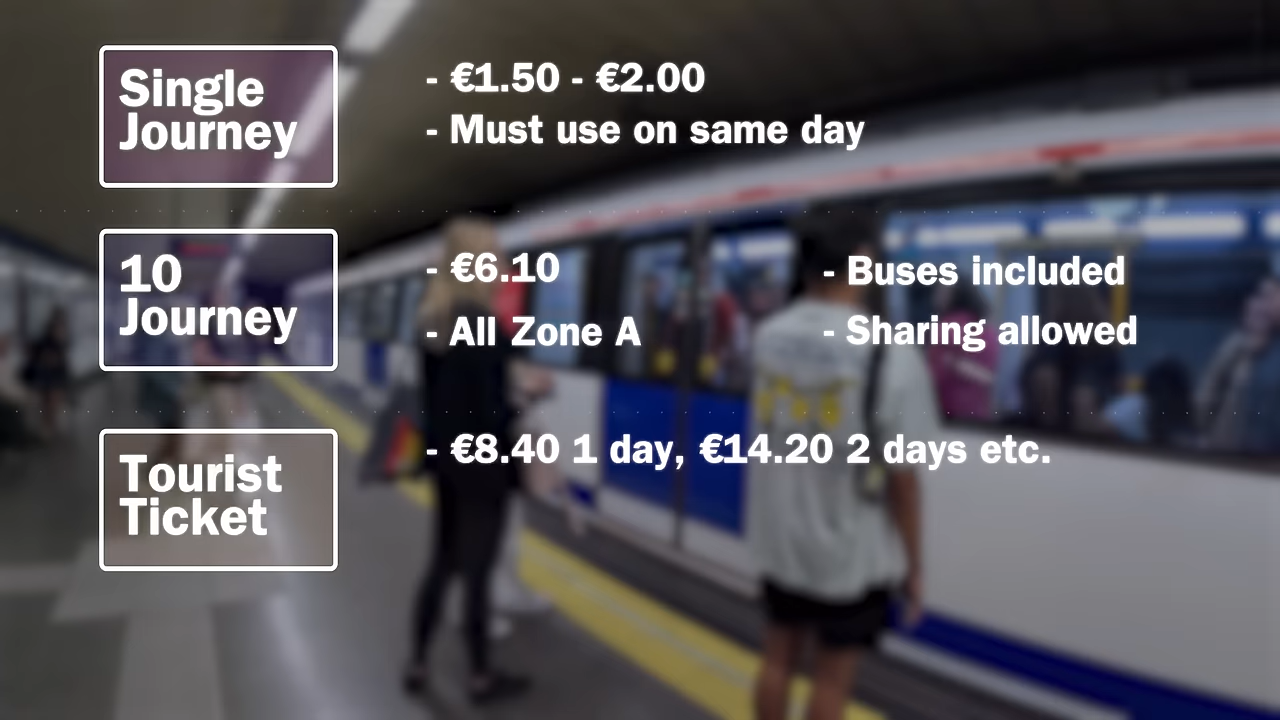 Single
Journey
- €1.50 - €2.00
- Must use on same day
10
Journey
- €6.10
- All Zone A
- Buses included
- Sharing allowed
Tourist
Ticket
- €8.40 1 day, €14.20 2 days etc.